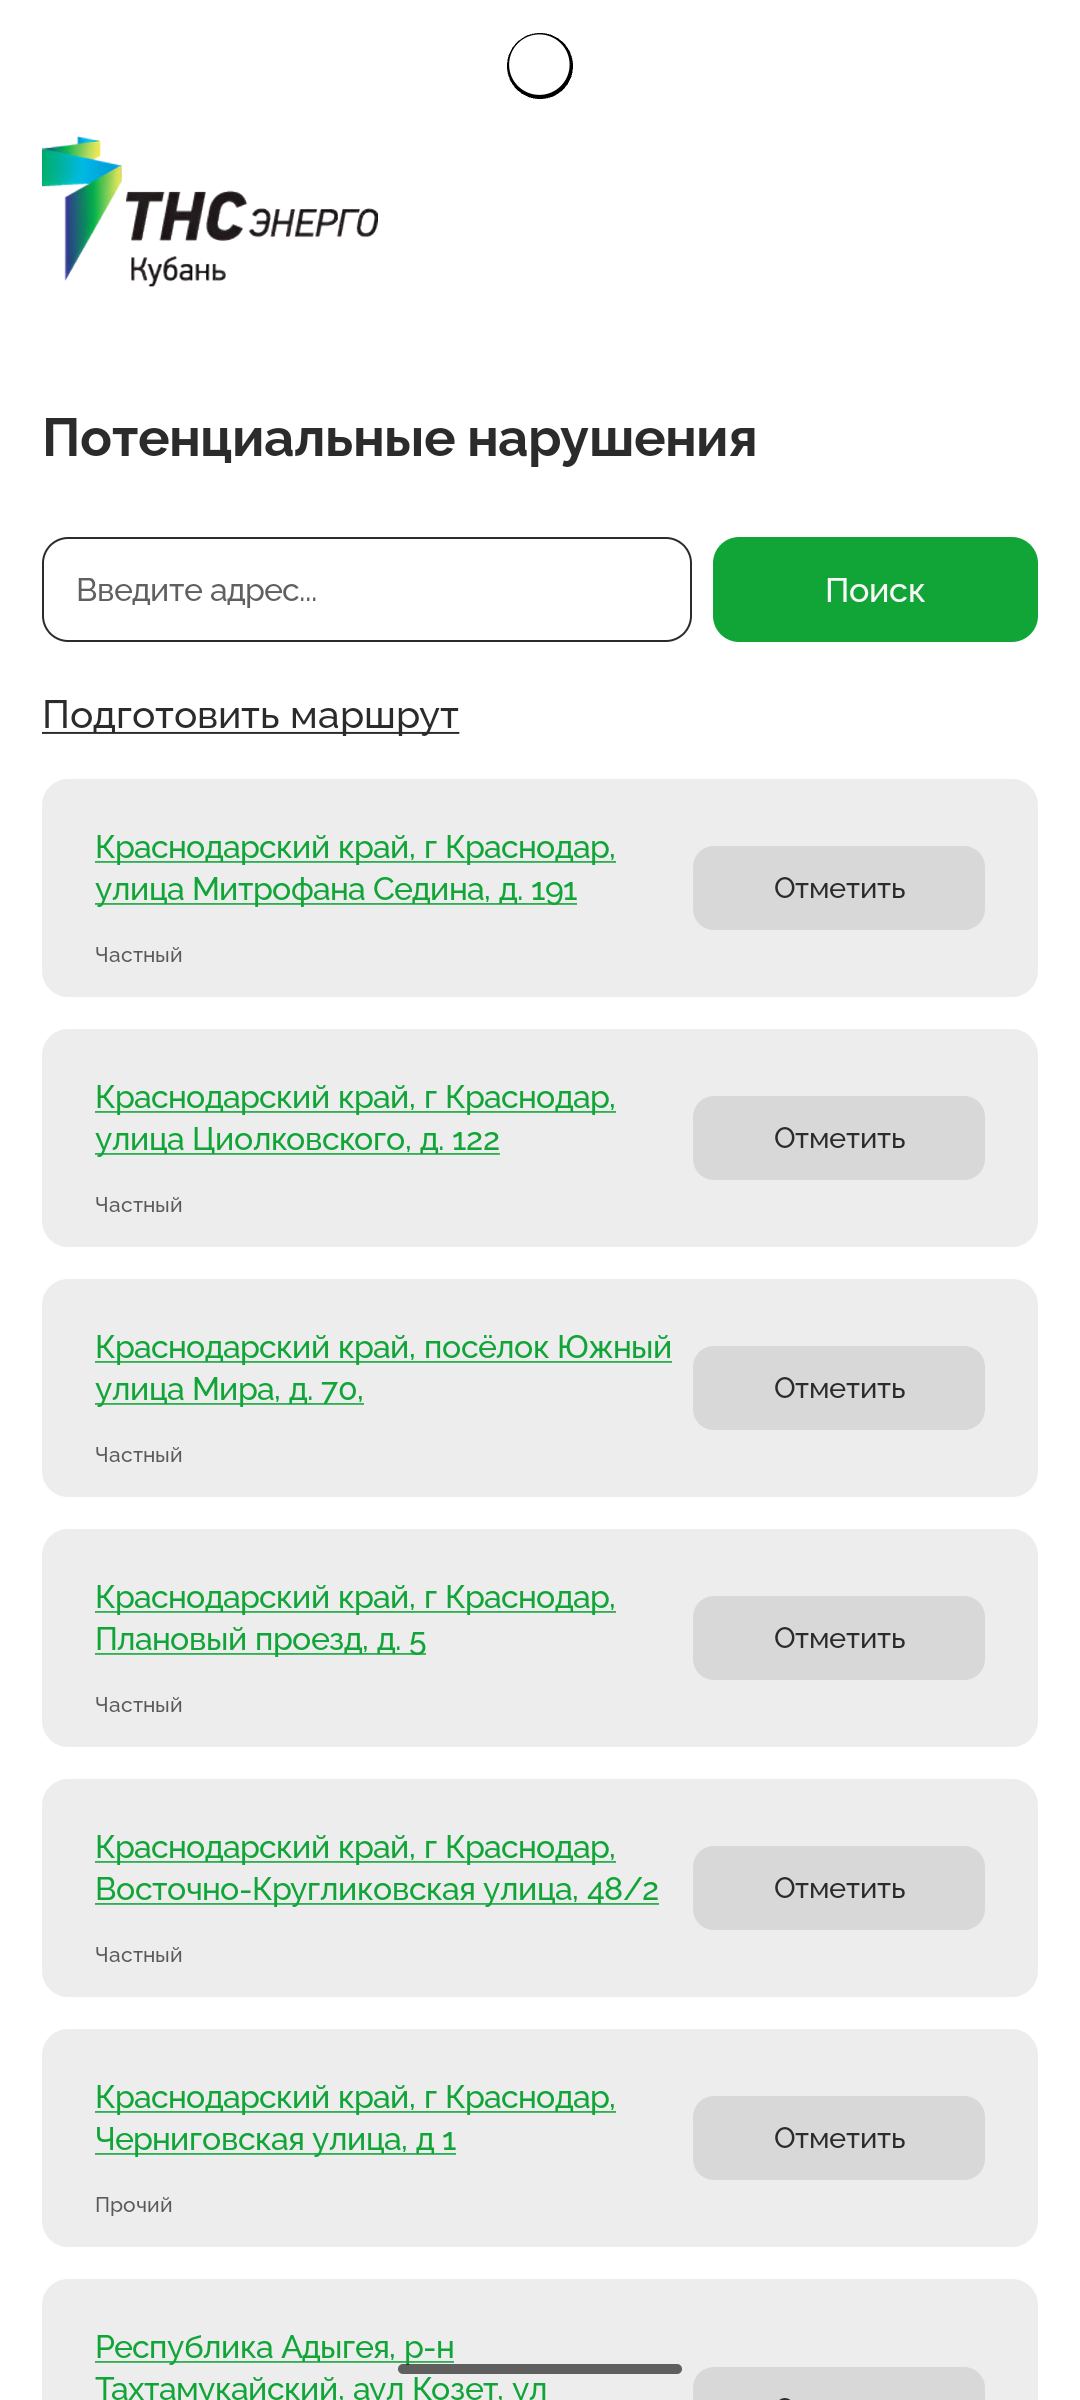 ТНС ЭНЕРГО
Кубань
Потенциальные нарушения
Введите адрес...
Поиск
Подготовить маршрут
Краснодарский край, г Краснодар,
улица Митрофана Седина, д. 191
Отметить
Частный
Краснодарский край, г Краснодар,
улица Циолковского, д. 122
Отметить
Частный
Краснодарский край, посёлок Южный
улица Мира, д. 70,
Отметить
Частный
Краснодарский край, г Краснодар,
Плановый проезд, д. 5
Отметить
Частный
Краснодарский край, г Краснодар,
Восточно-Кругликовская улица, 48/2
Отметить
Частный
Краснодарский край, г Краснодар,
Черниговская улица, д 1
Отметить
Прочий
Республика Адыгея, р-н
Тахтамукайский, аул Козет, ул